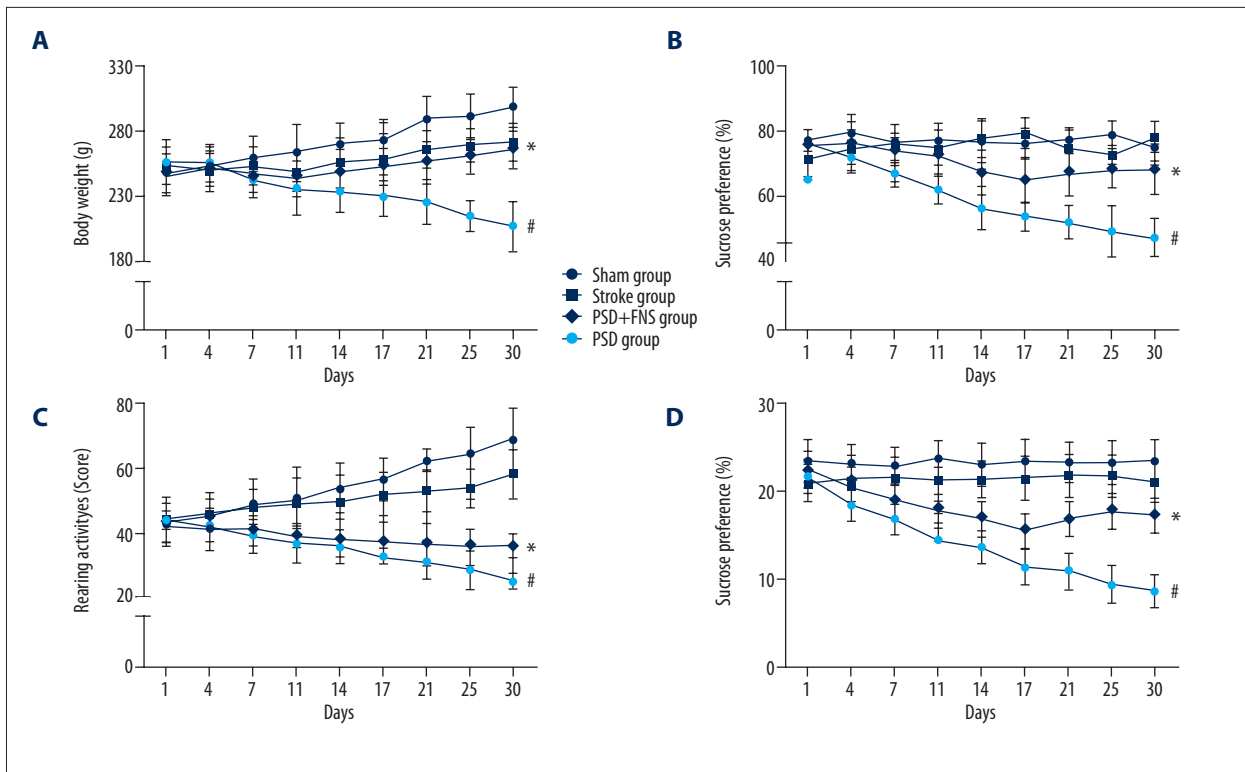 A
Body weight (g)
330
280
230
180
0
1 4 7 11 14 17 21 25 30
Days
*
#
B
Sucrose preference (%)
100
80
60
40
0
1 4 7 11 14 17 21 25 30
Days
*
#
Sham group
Stroke group
PSD+FNS group
PSD group
C
Rearing activityes (Score)
80
60
40
20
0
1 4 7 11 14 17 21 25 30
Days
*
#
D
Sucrose preference (%)
30
20
10
0
1 4 7 11 14 17 21 25 30
Days
*
#